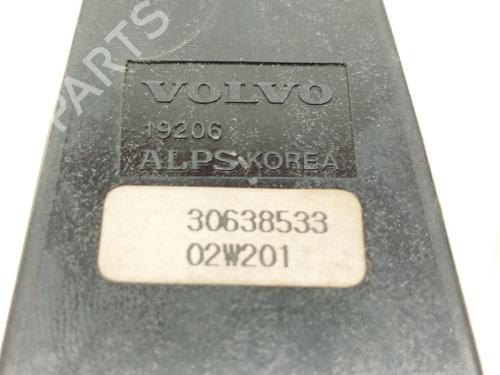 PARTS
VOLVO
19206
ALPS KOREA
30638533
02W201